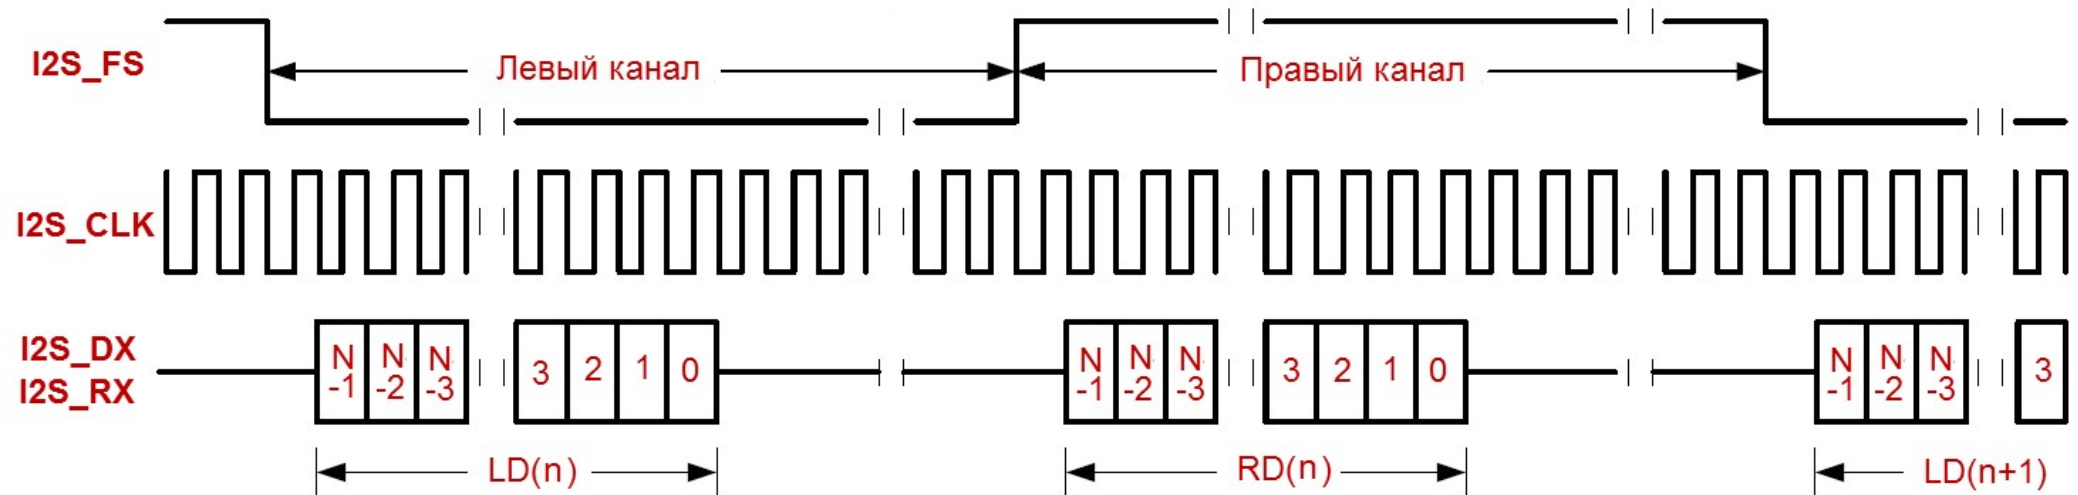 I2S_FS
Левый канал
Правый канал
I2S_CLK
I2S_DX
I2S_RX
N-1 N-2 N-3 3 2 1 0 N-1 N-2 N-3 3 2 1 0 N-1 N-2 N-3 3
LD(n)
RD(n)
LD(n+1)